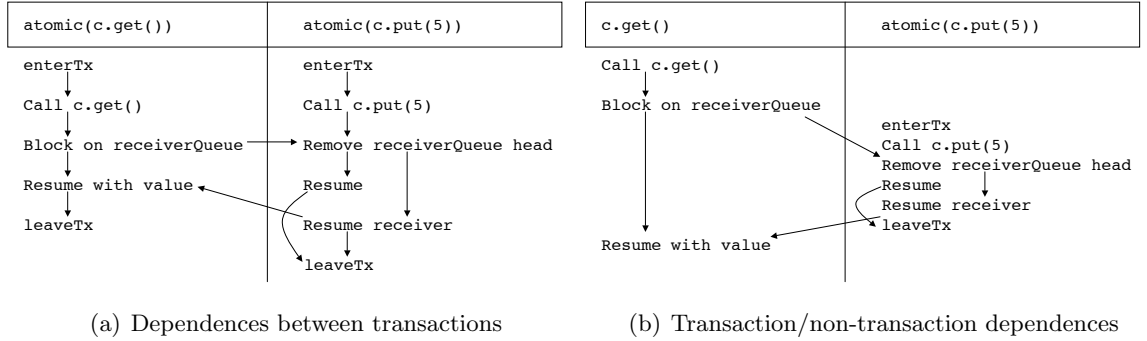 atomic(c.get())
atomic(c.put(5))
enterTx
enterTx
Call c.get()
Call c.put(5)
Block on receiverQueue
Remove receiverQueue head
Resume with value
Resume
leaveTx
Resume receiver
leaveTx
(a) Dependences between transactions
c.get()
atomic(c.put(5))
Call c.get()
Block on receiverQueue
enterTx
Call c.put(5)
Remove receiverQueue head
Resume
Resume receiver
leaveTx
Resume with value
(b) Transaction/non-transaction dependences